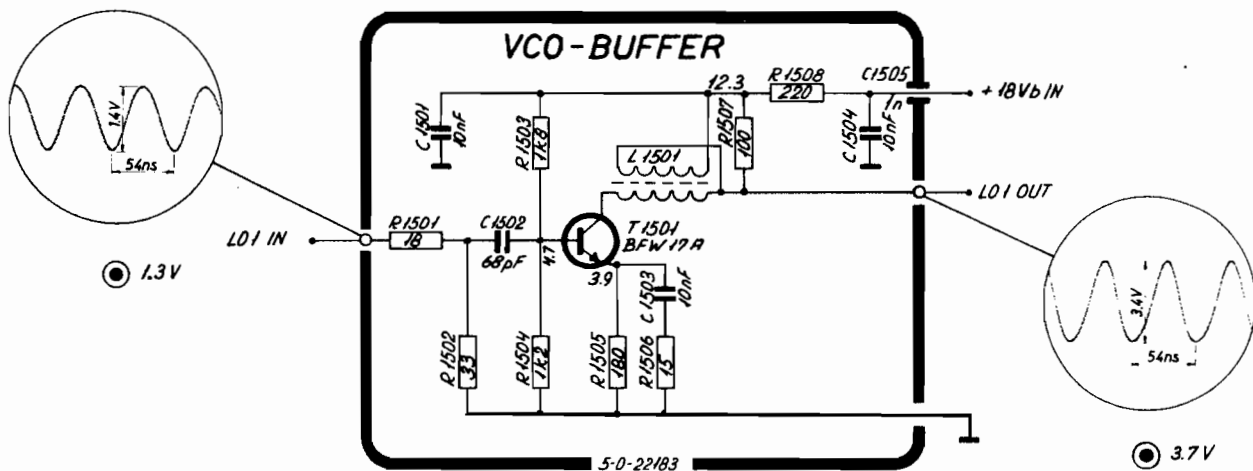 VCO-BUFFER
1.4V
54ns
LO1 IN
1.3V
R1501
18
C1502
68pF
R1502
33
C1501
10nF
R1503
1k8
R1504
1k2
4.7
T1501
BFW17A
3.9
R1505
180
C1503
10nF
R1506
15
L1501
12.3
R1507
100
R1508
220
C1505
1n
C1504
10nF
+18Vb IN
LO1 OUT
3.4V
54ns
3.7V
5-0-22183